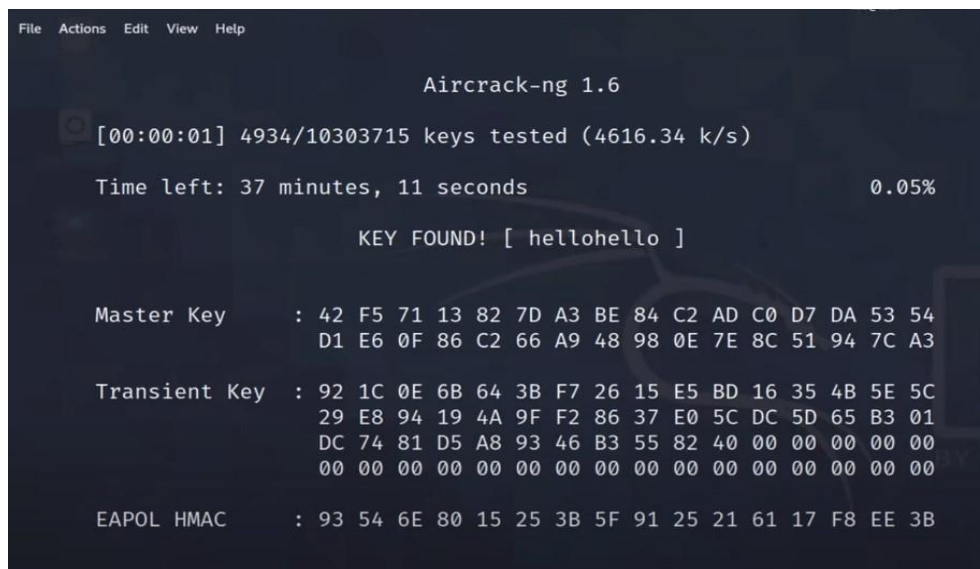 File Actions Edit View Help
Aircrack-ng 1.6
[00:00:01] 4934/10303715 keys tested (4616.34 k/s)
Time left: 37 minutes, 11 seconds 0.05%
KEY FOUND! [ hellohello ]
Master Key : 42 F5 71 13 82 7D A3 BE 84 C2 AD C0 D7 DA 53 54
D1 E6 0F 86 C2 66 A9 48 98 0E 7E 8C 51 94 7C A3
Transient Key : 92 1C 0E 6B 64 3B F7 26 15 E5 BD 16 35 4B 5E 5C
29 E8 94 19 4A 9F F2 86 37 E0 5C DC 5D 65 B3 01
DC 74 81 D5 A8 93 46 B3 55 82 40 00 00 00 00 00
00 00 00 00 00 00 00 00 00 00 00 00 00 00 00 00
EAPOL HMAC : 93 54 6E 80 15 25 3B 5F 91 25 21 61 17 F8 EE 3B
BY